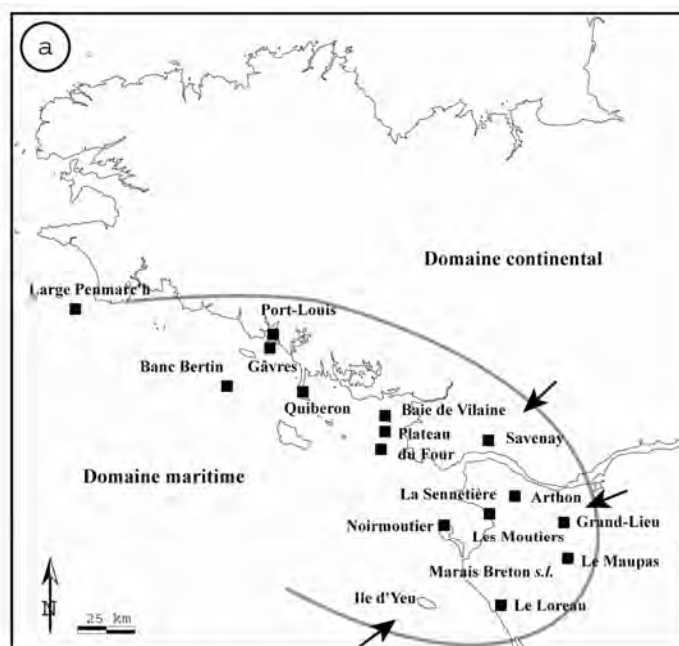 a
Domaine continental
Large Penmarc'h
Port-Louis
Banc Bertin
Gâvres
Quiberon
Baie de Vilaine
Plateau
du Four
Savenay
Domaine maritime
La Sennetière
Arthon
Noirmoutier
Grand-Lieu
Les Moutiers
Marais Breton s.l.
Le Maupas
Ile d'Yeu
Le Loreau
N
25 km